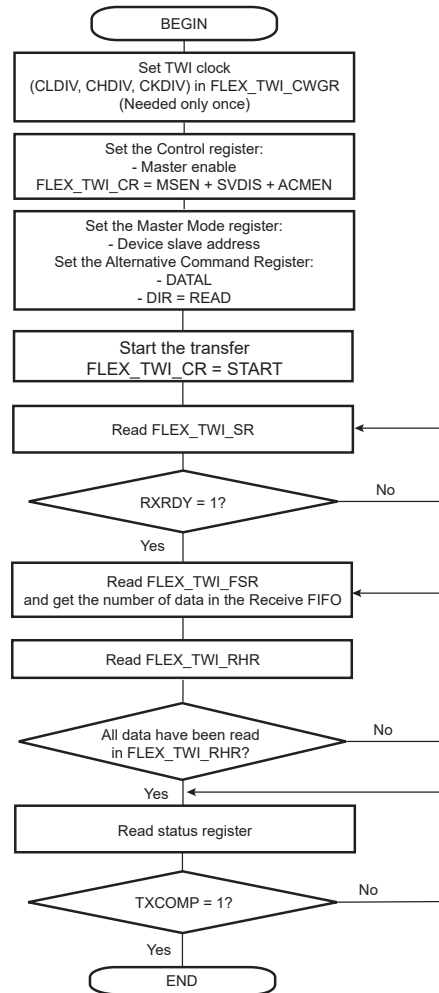 BEGIN
Set TWI clock
(CLDIV, CHDIV, CKDIV) in FLEX_TWI_CWGR
(Needed only once)
Set the Control register:
- Master enable
FLEX_TWI_CR = MSEN + SVDIS + ACMEN
Set the Master Mode register:
- Device slave address
Set the Alternative Command Register:
- DATAL
- DIR = READ
Start the transfer
FLEX_TWI_CR = START
Read FLEX_TWI_SR
RXRDY = 1?
No
Yes
Read FLEX_TWI_FSR
and get the number of data in the Receive FIFO
Read FLEX_TWI_RHR
All data have been read
in FLEX_TWI_RHR?
No
Yes
Read status register
TXCOMP = 1?
No
Yes
END